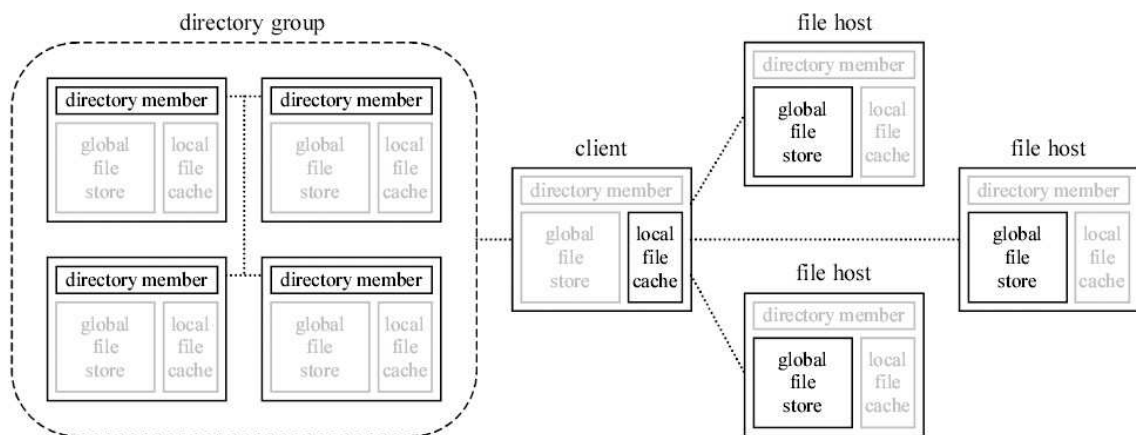 directory group
directory member
global
file
store
local
file
cache
directory member
global
file
store
local
file
cache
directory member
global
file
store
local
file
cache
directory member
global
file
store
local
file
cache
client
directory member
global
file
store
local
file
cache
file host
directory member
global
file
store
local
file
cache
file host
directory member
global
file
store
local
file
cache
file host
directory member
global
file
store
local
file
cache